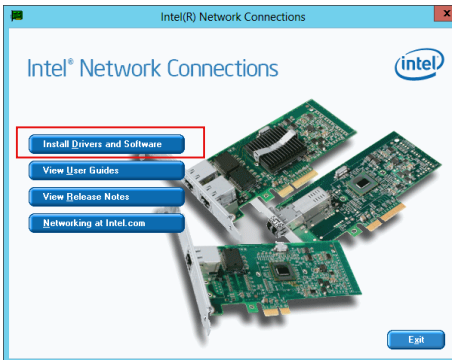 Intel(R) Network Connections
x
Intel® Network Connections
intel
Install Drivers and Software
View User Guides
View Release Notes
Networking at Intel.com
Exit